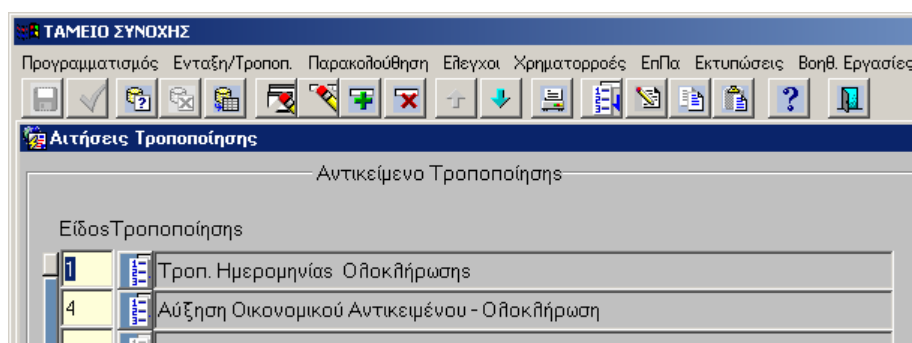 ΤΑΜΕΙΟ ΣΥΝΟΧΗΣ
Προγραμματισμός Ενταξη/Τροποπ. Παρακολούθηση Ελεγχοι Χρηματορροές ΕπΠα Εκτυπώσεις Βοηθ. Εργασίες
Αιτήσεις Τροποποίησης
Αντικείμενο Τροποποίησης
ΕίδοςΤροποποίησης
1 Τροπ. Ημερομηνίας Ολοκλήρωσης
4 Αύξηση Οικονομικού Αντικειμένου - Ολοκλήρωση